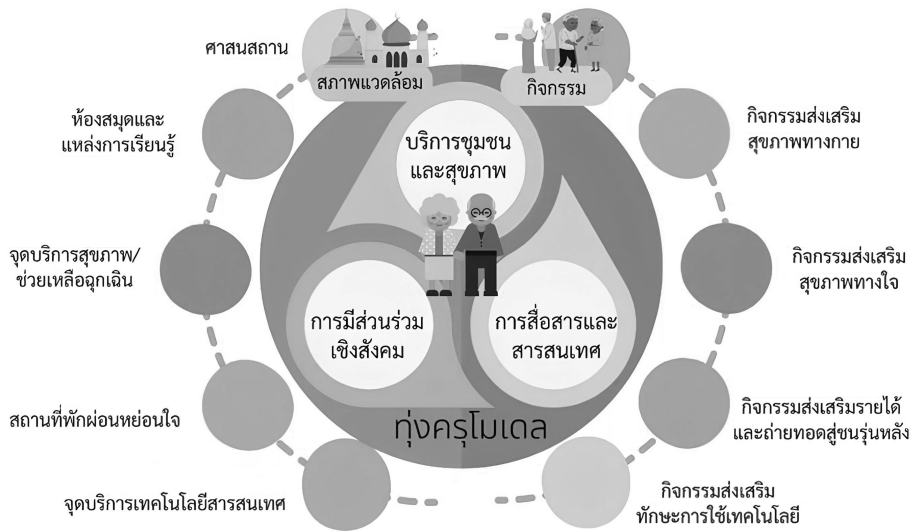 ศาสนสถาน
สภาพแวดล้อม
กิจกรรม
ห้องสมุดและ
แหล่งการเรียนรู้
บริการชุมชน
และสุขภาพ
กิจกรรมส่งเสริม
สุขภาพทางกาย
จุดบริการสุขภาพ/
ช่วยเหลือฉุกเฉิน
กิจกรรมส่งเสริม
สุขภาพทางใจ
การมีส่วนร่วม
เชิงสังคม
การสื่อสารและ
สารสนเทศ
สถานที่พักผ่อนหย่อนใจ
ทุ่งครุโมเดล
กิจกรรมส่งเสริมรายได้
และถ่ายทอดสู่ชนรุ่นหลัง
จุดบริการเทคโนโลยีสารสนเทศ
กิจกรรมส่งเสริม
ทักษะการใช้เทคโนโลยี